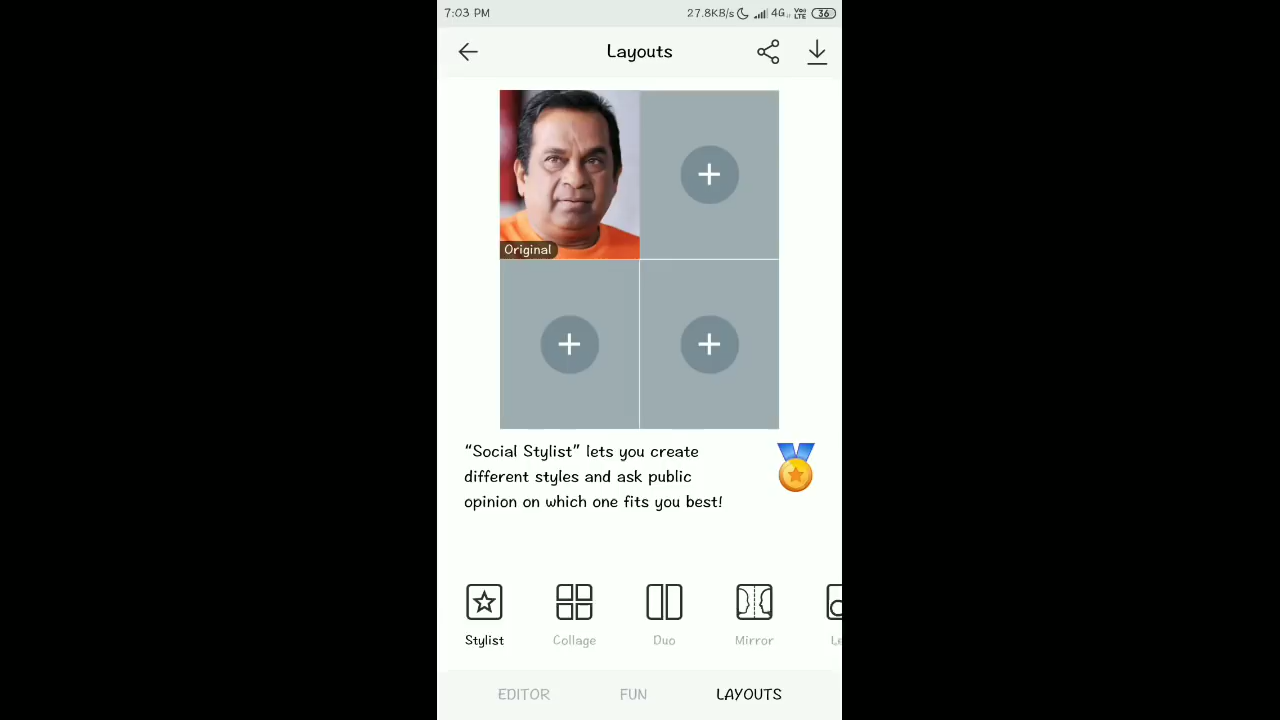 7:03 PM
27.8KB/s 4G 36
Layouts
Original
“Social Stylist” lets you create
different styles and ask public
opinion on which one fits you best!
Stylist Collage Duo Mirror Le
EDITOR FUN LAYOUTS